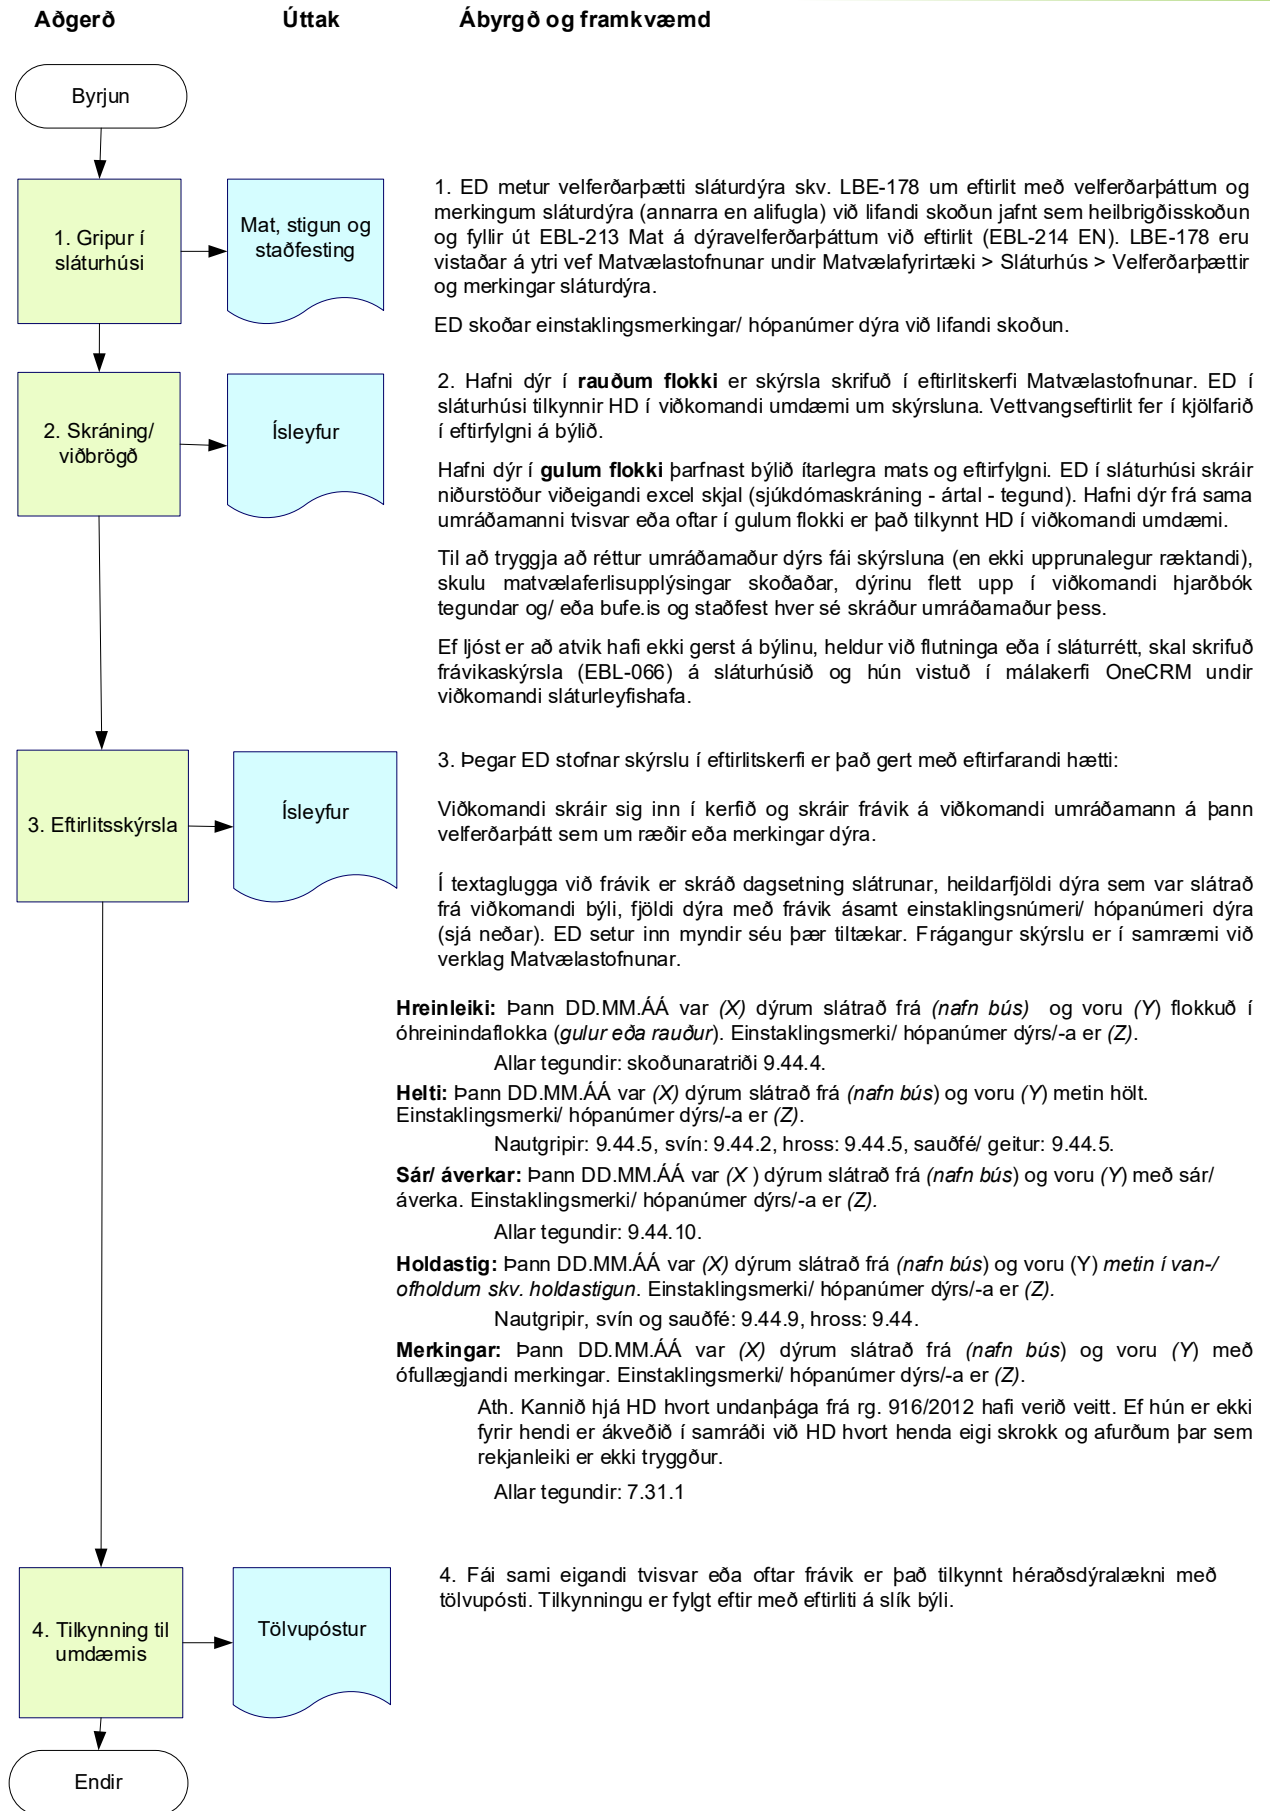 Aðgerð Úttak Ábyrgð og framkvæmd
Byrjun
1. Gripur í
sláturhúsi
Mat, stigun og
staðfesting
1. ED metur velferðarþætti sláturdýra skv. LBE-178 um eftirlit með velferðarþáttum og
merkingum sláturdýra (annarra en alifugla) við lifandi skoðun jafnt sem heilbrigðisskoðun
og fyllir út EBL-213 Mat á dýravelferðarþáttum við eftirlit (EBL-214 EN). LBE-178 eru
vistaðar á ytri vef Matvælastofnunar undir Matvælafyrirtæki > Sláturhús > Velferðarþættir
og merkingar sláturdýra.
ED skoðar einstaklingsmerkingar/ hópanúmer dýra við lifandi skoðun.
2. Skráning/
viðbrögð
Ísleyfur
2. Hafni dýr í rauðum flokki er skýrsla skrifuð í eftirlitskerfi Matvælastofnunar. ED í
sláturhúsi tilkynnir HD í viðkomandi umdæmi um skýrsluna. Vettvangseftirlit fer í kjölfarið
í eftirfylgni á býlið.
Hafni dýr í gulum flokki þarfnast býlið ítarlegra mats og eftirfylgni. ED í sláturhúsi skráir
niðurstöður viðeigandi excel skjal (sjúkdómaskráning - ártal - tegund). Hafni dýr frá sama
umráðamanni tvisvar eða oftar í gulum flokki er það tilkynnt HD í viðkomandi umdæmi.
Til að tryggja að réttur umráðamaður dýrs fái skýrsluna (en ekki upprunalegur ræktandi),
skulu matvælaferlisupplýsingar skoðaðar, dýrinu flett upp í viðkomandi hjarðbók
tegundar og/ eða bufe.is og staðfest hver sé skráður umráðamaður þess.
Ef ljóst er að atvik hafi ekki gerst á býlinu, heldur við flutninga eða í sláturrétt, skal skrifuð
frávikaskýrsla (EBL-066) á sláturhúsið og hún vistuð í málakerfi OneCRM undir
viðkomandi sláturleyfishafa.
3. Eftirlitsskýrsla
Ísleyfur
3. Þegar ED stofnar skýrslu í eftirlitskerfi er það gert með eftirfarandi hætti:
Viðkomandi skráir sig inn í kerfið og skráir frávik á viðkomandi umráðamann á þann
velferðarþátt sem um ræðir eða merkingar dýra.
Í textaglugga við frávik er skráð dagsetning slátrunar, heildarfjöldi dýra sem var slátrað
frá viðkomandi býli, fjöldi dýra með frávik ásamt einstaklingsnúmeri/ hópanúmeri dýra
(sjá neðar). ED setur inn myndir séu þær tiltækar. Frágangur skýrslu er í samræmi við
verklag Matvælastofnunar.
Hreinleiki: Þann DD.MM.ÁÁ var (X) dýrum slátrað frá (nafn bús) og voru (Y) flokkuð í
óhreinindaflokka (gulur eða rauður). Einstaklingsmerki/ hópanúmer dýrs/-a er (Z).
Allar tegundir: skoðunaratriði 9.44.4.
Helti: Þann DD.MM.ÁÁ var (X) dýrum slátrað frá (nafn bús) og voru (Y) metin hölt.
Einstaklingsmerki/ hópanúmer dýrs/-a er (Z).
Nautgripir: 9.44.5, svín: 9.44.2, hross: 9.44.5, sauðfé/ geitur: 9.44.5.
Sár/ áverkar: Þann DD.MM.ÁÁ var (X ) dýrum slátrað frá (nafn bús) og voru (Y) með sár/
áverka. Einstaklingsmerki/ hópanúmer dýrs/-a er (Z).
Allar tegundir: 9.44.10.
Holdastig: Þann DD.MM.ÁÁ var (X) dýrum slátrað frá (nafn bús) og voru (Y) metin í van-/
ofholdum skv. holdastigun. Einstaklingsmerki/ hópanúmer dýrs/-a er (Z).
Nautgripir, svín og sauðfé: 9.44.9, hross: 9.44.
Merkingar: Þann DD.MM.ÁÁ var (X) dýrum slátrað frá (nafn bús) og voru (Y) með
ófullægjandi merkingar. Einstaklingsmerki/ hópanúmer dýrs/-a er (Z).
Ath. Kannið hjá HD hvort undanþága frá rg. 916/2012 hafi verið veitt. Ef hún er ekki
fyrir hendi er ákveðið í samráði við HD hvort henda eigi skrokk og afurðum þar sem
rekjanleiki er ekki tryggður.
Allar tegundir: 7.31.1
4. Tilkynning til
umdæmis
Tölvupóstur
4. Fái sami eigandi tvisvar eða oftar frávik er það tilkynnt héraðsdýralækni með
tölvupósti. Tilkynningu er fylgt eftir með eftirliti á slík býli.
Endir